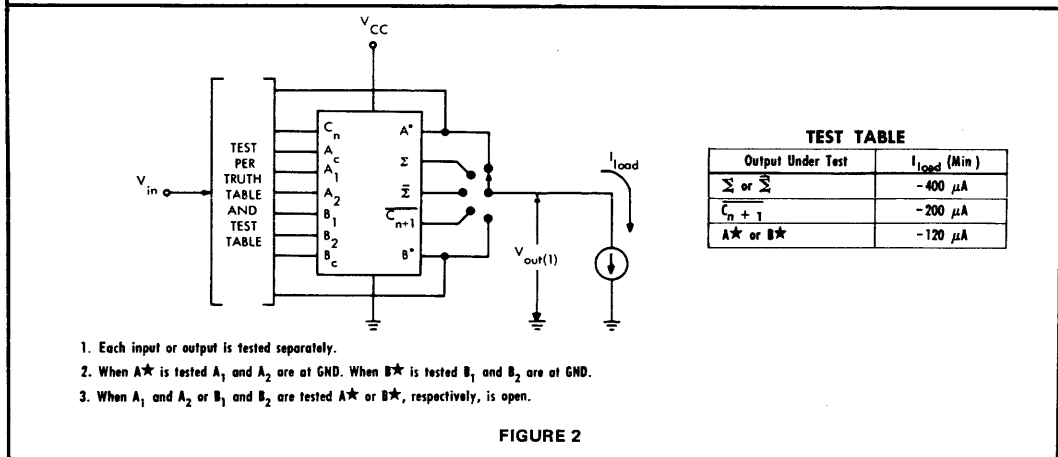 V_CC
TEST
PER
TRUTH
TABLE
AND
TEST
TABLE
V_in
C_n
A_c
A_1
A_2
B_1
B_2
B_c
A*
Σ
Σ̅
C̅_n̅+̅1̅
B*
V_out(1)
I_load
TEST TABLE
Output Under Test I_load (Min)
Σ or Σ̅ -400 μA
C̅_n̅ ̅+̅ ̅1̅ -200 μA
A★ or B★ -120 μA
1. Each input or output is tested separately.
2. When A★ is tested A_1 and A_2 are at GND. When B★ is tested B_1 and B_2 are at GND.
3. When A_1 and A_2 or B_1 and B_2 are tested A★ or B★, respectively, is open.
FIGURE 2